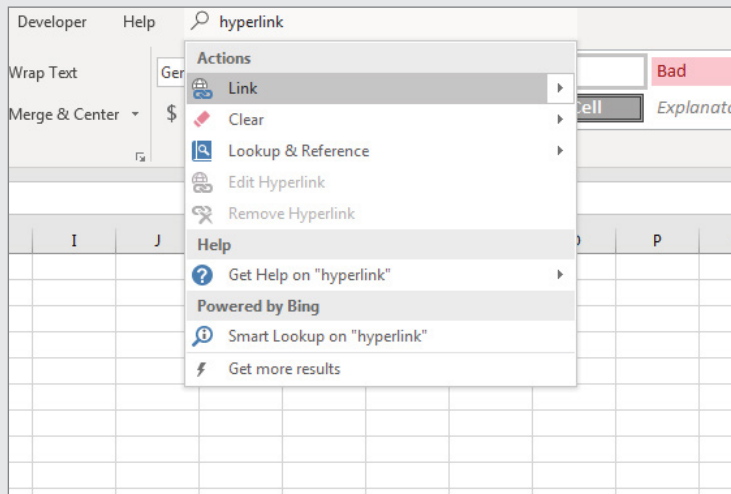 Developer Help hyperlink
Actions
Wrap Text Bad
Link
Merge & Center $ Clear
Lookup & Reference
Edit Hyperlink
Remove Hyperlink
I J P
Help
Get Help on "hyperlink"
Powered by Bing
Smart Lookup on "hyperlink"
Get more results